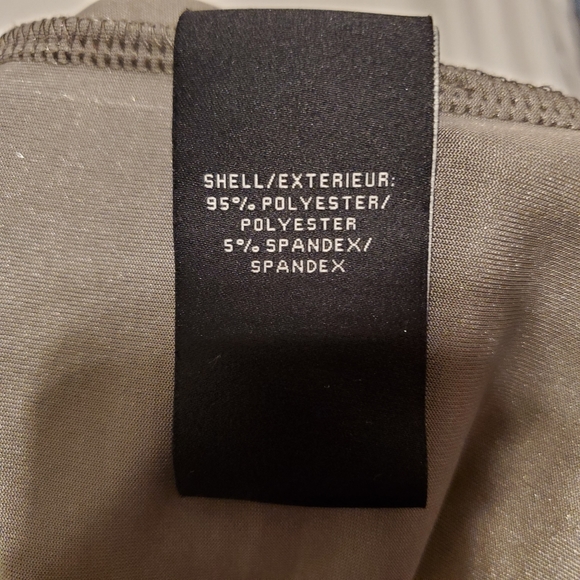 SHELL/EXTERIEUR:
95% POLYESTER/
POLYESTER
5% SPANDEX/
SPANDEX